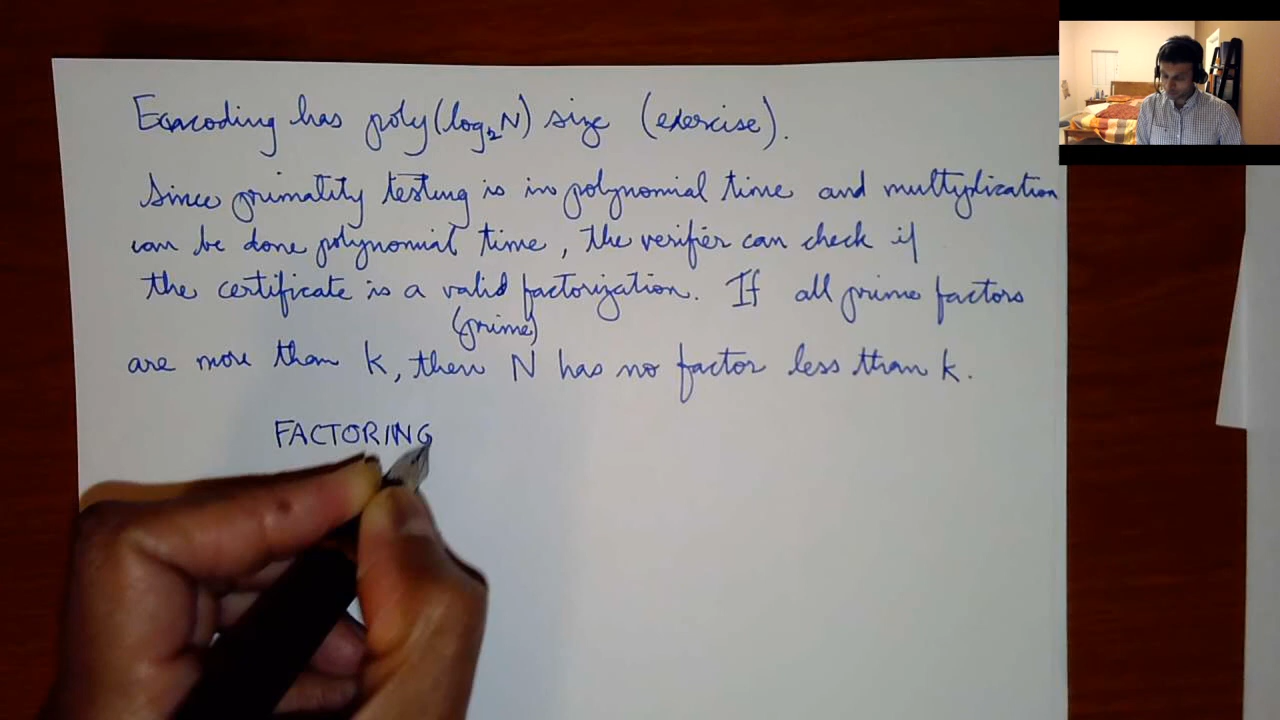 Encoding has poly(log₂N) size (exercise).
Since primality testing is in polynomial time and multiplication
can be done polynomial time, the verifier can check if
the certificate is a valid factorization. If all prime factors
(prime)
are more than k, then N has no factor less than k.
FACTORING